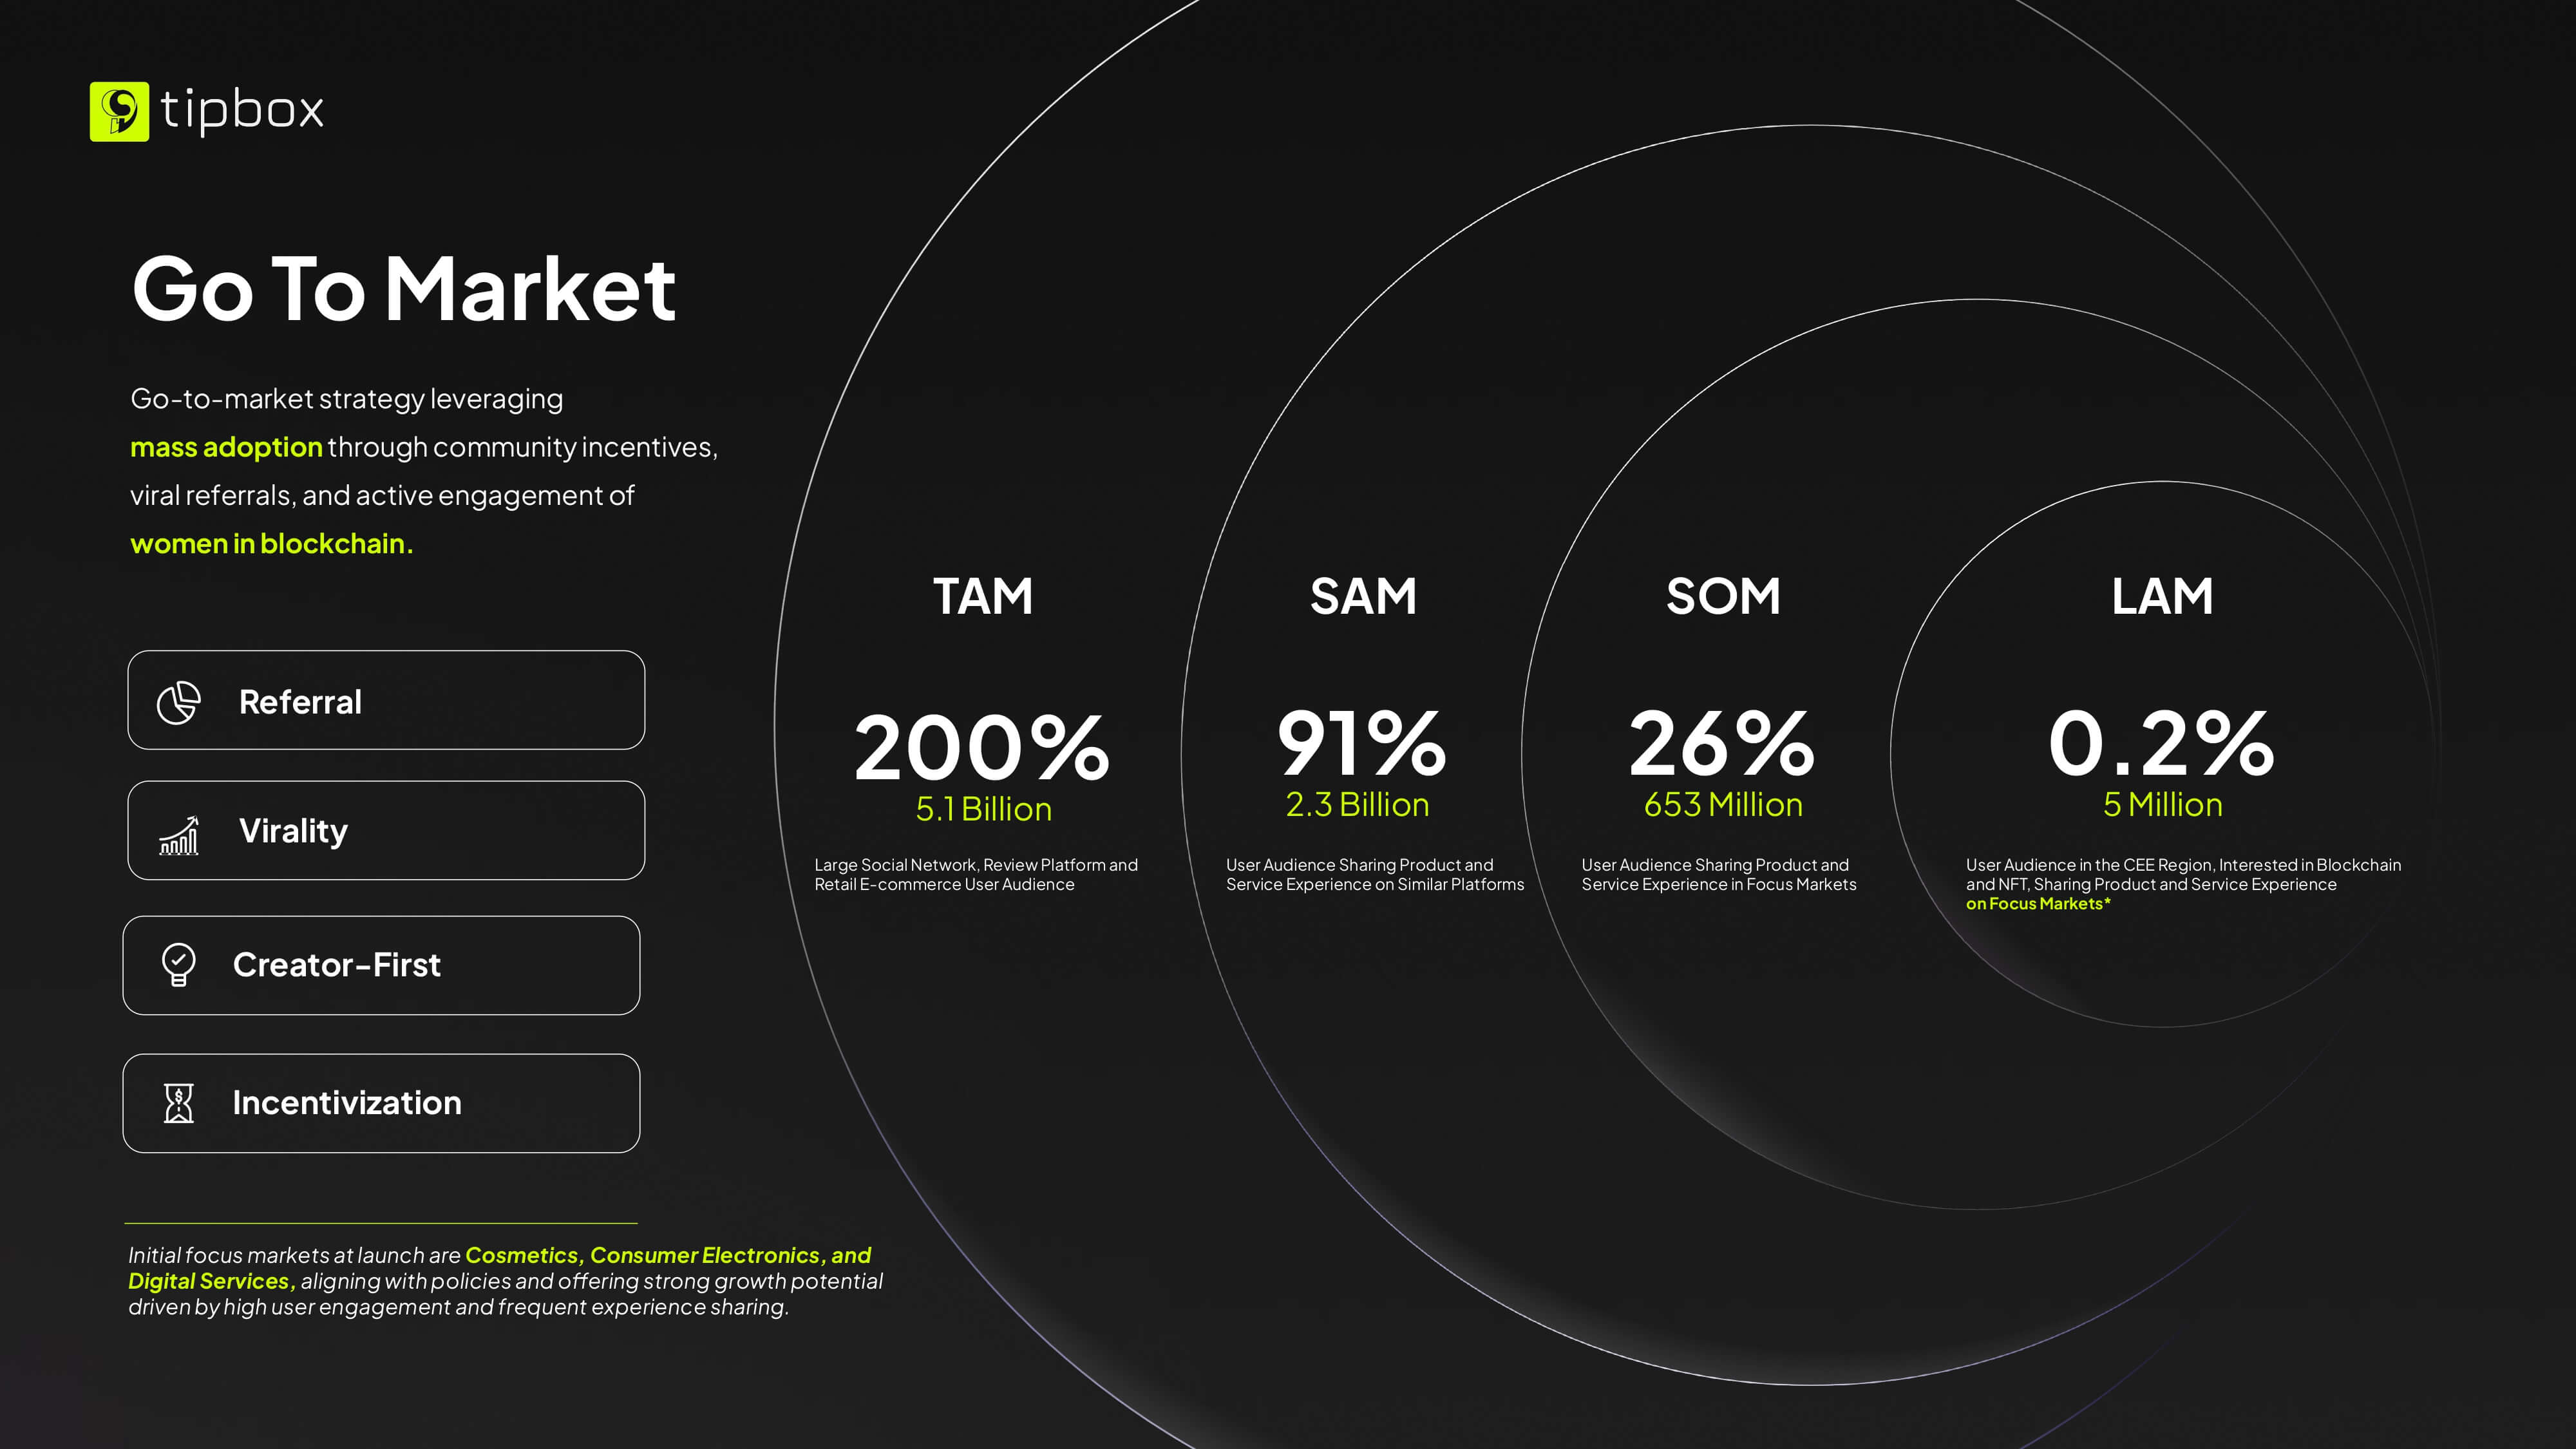 tipbox
Go To Market
Go-to-market strategy leveraging
mass adoption through community incentives,
viral referrals, and active engagement of
women in blockchain.
Referral
Virality
Creator-First
Incentivization
Initial focus markets at launch are Cosmetics, Consumer Electronics, and
Digital Services, aligning with policies and offering strong growth potential
driven by high user engagement and frequent experience sharing.
TAM
200%
5.1 Billion
Large Social Network, Review Platform and
Retail E-commerce User Audience
SAM
91%
2.3 Billion
User Audience Sharing Product and
Service Experience on Similar Platforms
SOM
26%
653 Million
User Audience Sharing Product and
Service Experience in Focus Markets
LAM
0.2%
5 Million
User Audience in the CEE Region, Interested in Blockchain
and NFT, Sharing Product and Service Experience
on Focus Markets*